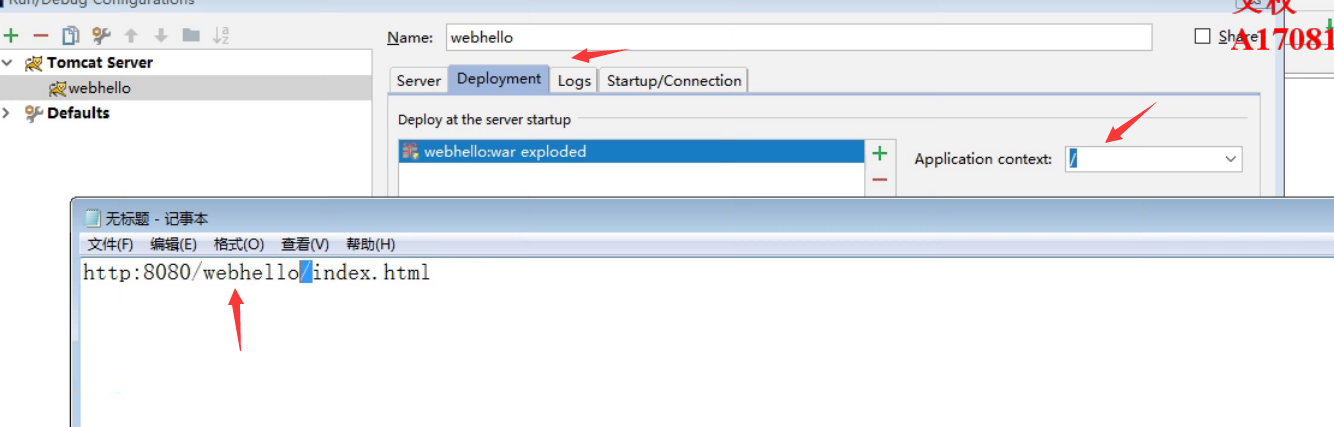 Run/Debug Configurations
Name: webhello
Share
A17081
Tomcat Server
webhello
Defaults
Server Deployment Logs Startup/Connection
Deploy at the server startup
webhello:war exploded
Application context: /
无标题 - 记事本
文件(F) 编辑(E) 格式(O) 查看(V) 帮助(H)
http:8080/webhello/index.html